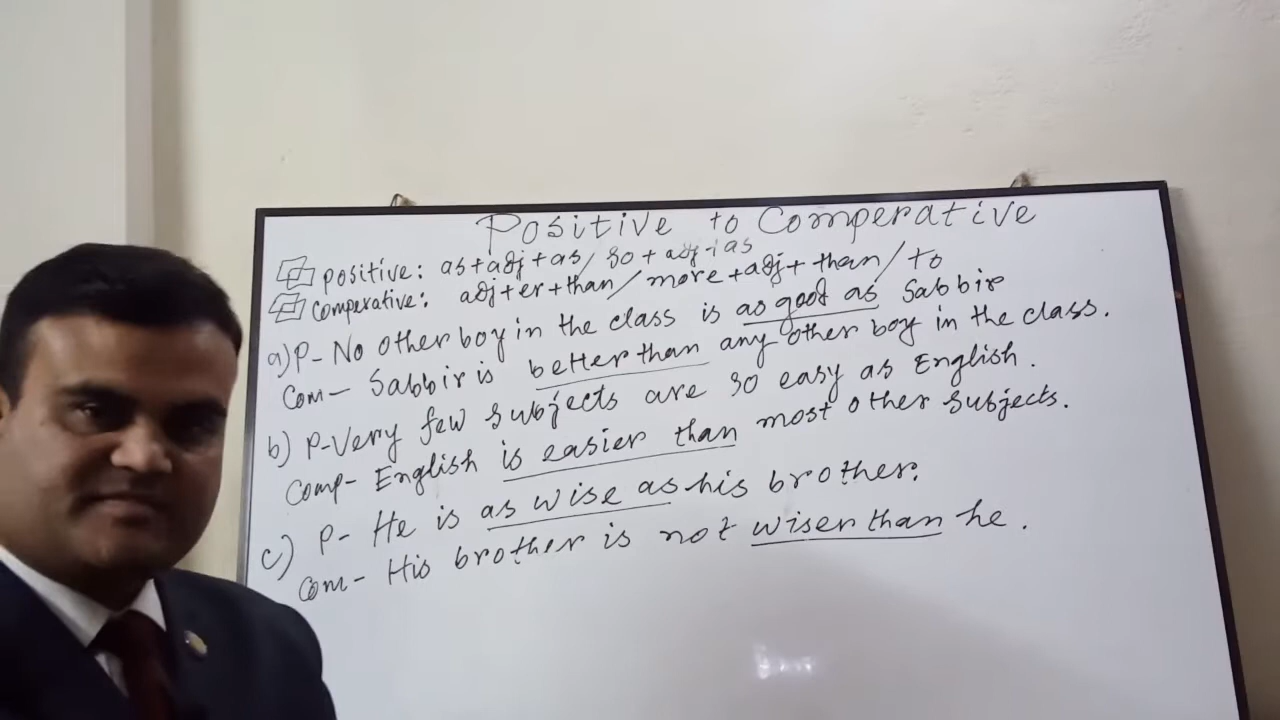 Positive to Comperative
positive: as+adj+as/ so+adj+as
Comperative: adj+er+than/more+adj+than/to
a) P- No other boy in the class is as good as Sabbir
Com- Sabbir is better than any other boy in the class.
b) P-Very few subjects are so easy as English.
Comp- English is easier than most other subjects.
c) P- He is as wise as his brother.
Com- His brother is not wiser than he.